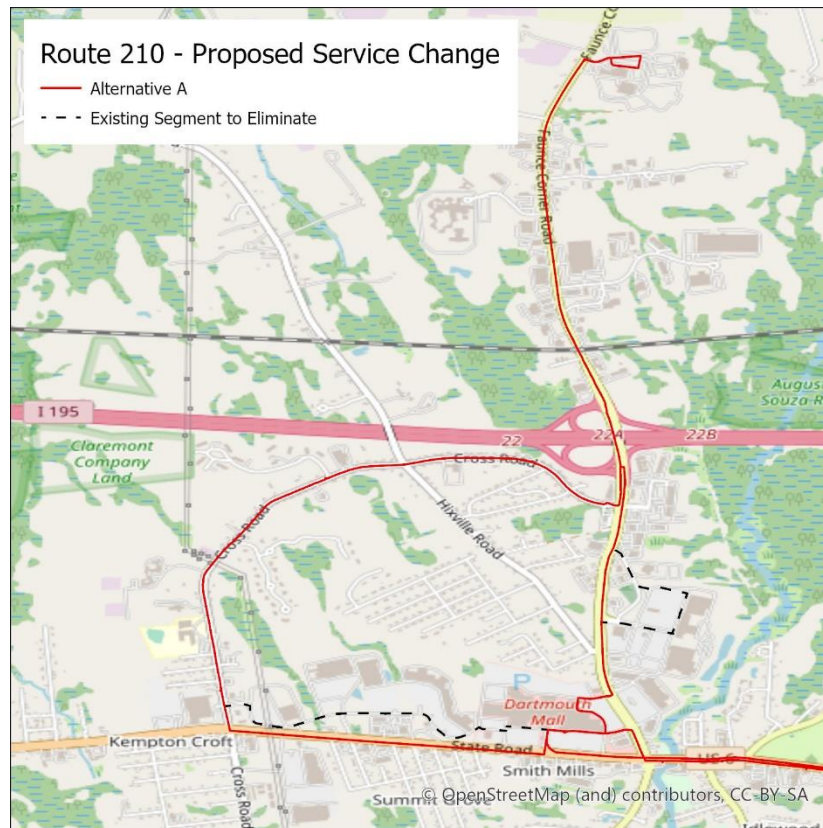 Route 210 - Proposed Service Change
Alternative A
Existing Segment to Eliminate
Faunce Co
Faunce Corner Road
I 195
22
22A
22B
Augus
Souza R
Claremont
Company
Land
Cross Road
Cross Road
Hixville Road
P
Dartmouth
Mall
Kempton Croft
State Road
US 6
Smith Mills
Cross Road
Summit Grove
© OpenStreetMap (and) contributors, CC-BY-SA